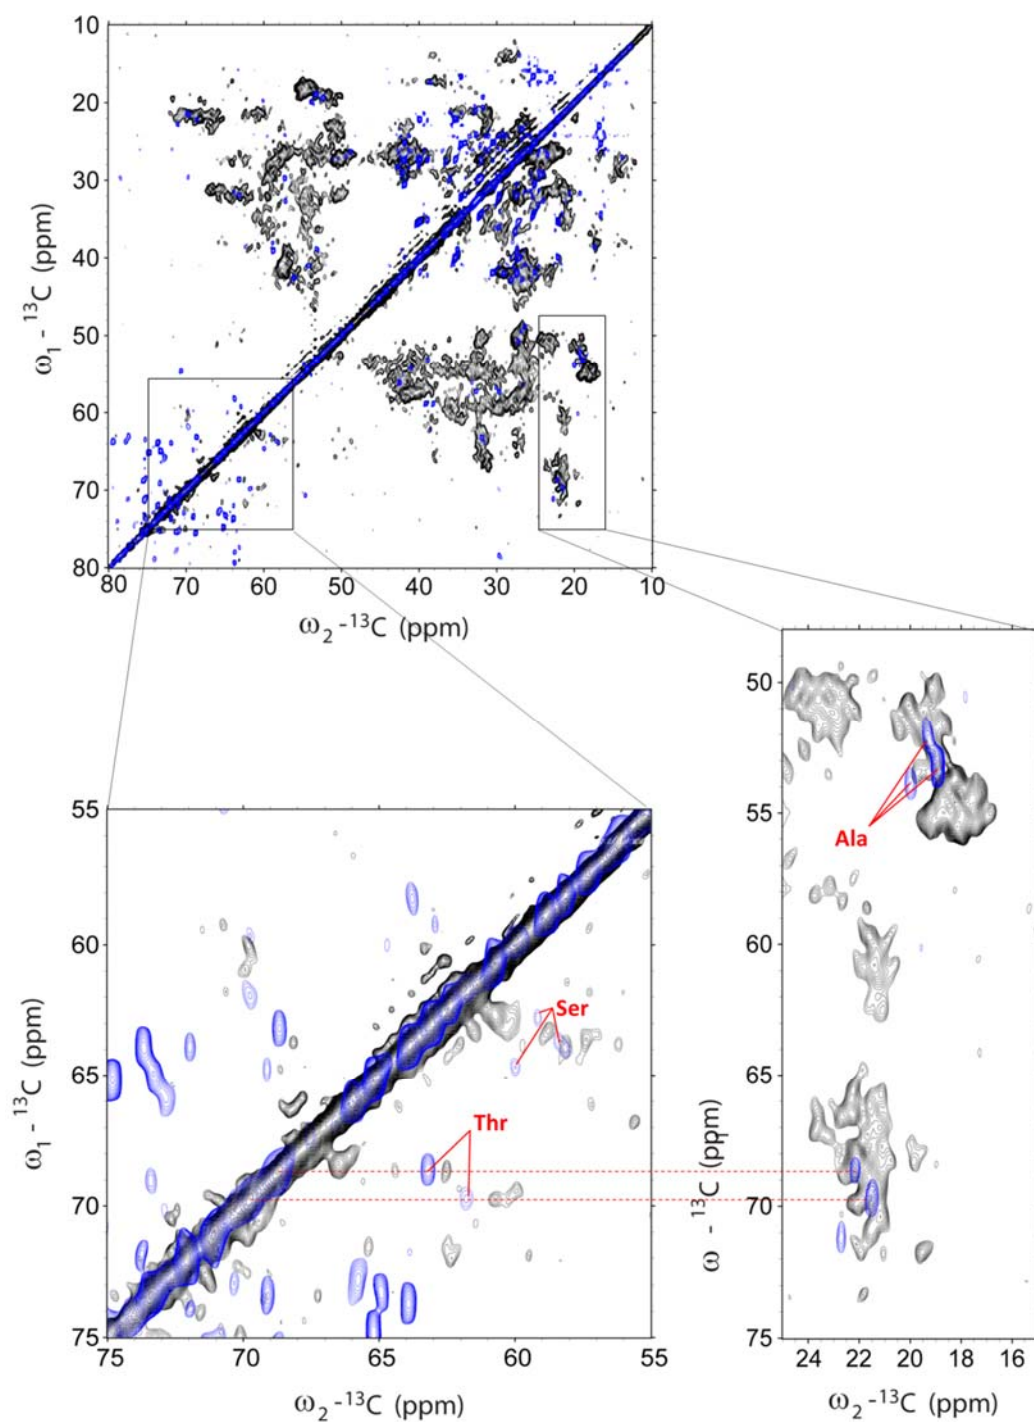 10
20
30
40
50
60
70
80
ω₁ - ¹³C (ppm)
80 70 60 50 40 30 20 10
ω₂ -¹³C (ppm)
55
60
65
70
75
ω₁ - ¹³C (ppm)
Ser
Thr
75 70 65 60 55
ω₂ -¹³C (ppm)
50
55
60
65
70
75
ω - ¹³C (ppm)
Ala
24 22 20 18 16
ω₂ -¹³C (ppm)